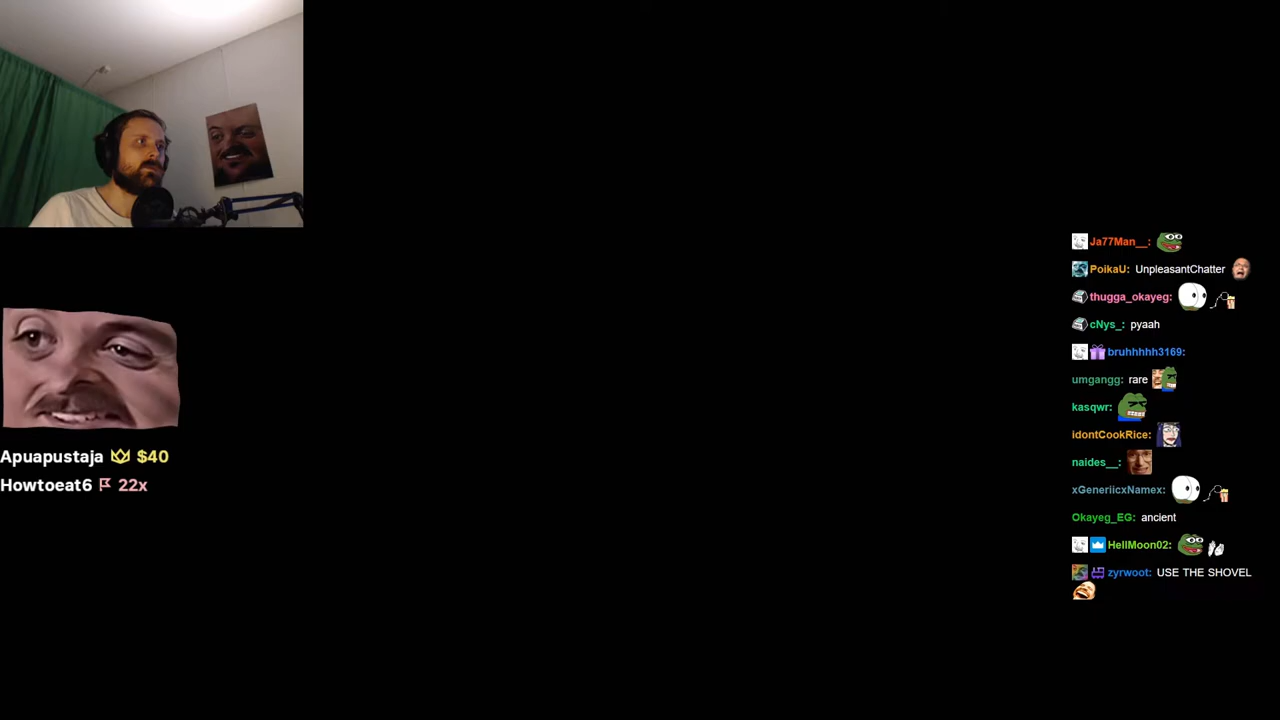 Ja77Man__:
PoikaU: UnpleasantChatter
thugga_okayeg:
cNys_: pyaah
bruhhhhh3169:
umgangg: rare
kasqwr:
idontCookRice:
naides__:
xGeneriicxNamex:
Okayeg_EG: ancient
HellMoon02:
zyrwoot: USE THE SHOVEL
Apuapustaja $40
Howtoeat6 22x